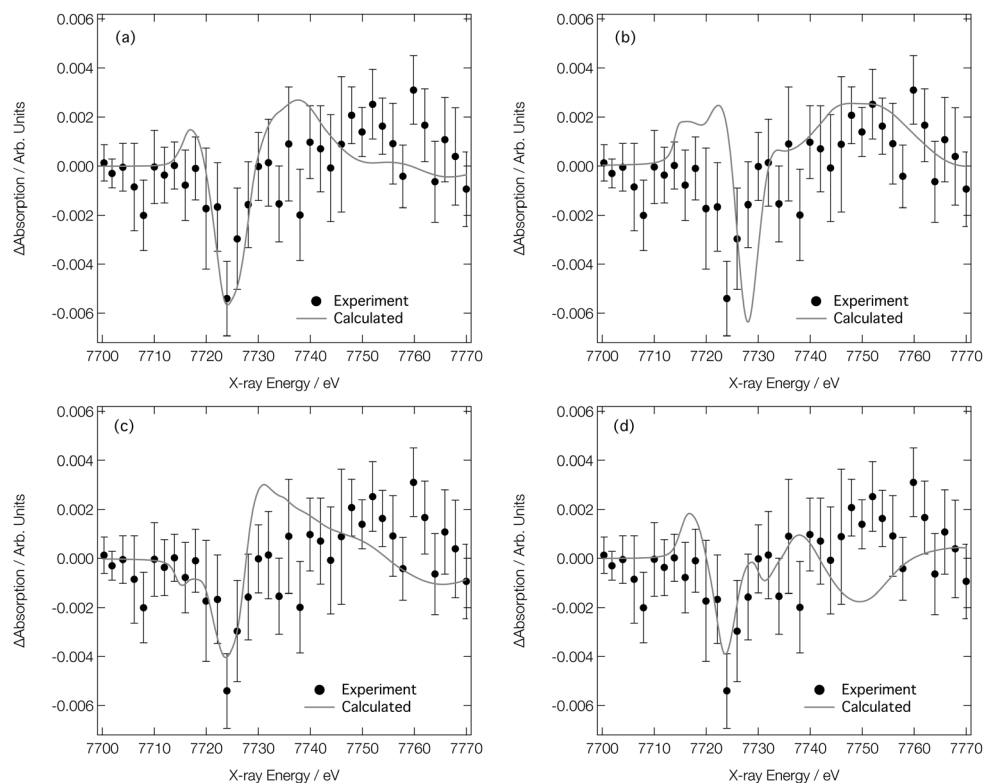 (a)
ΔAbsorption / Arb. Units
0.006
0.004
0.002
0.000
-0.002
-0.004
-0.006
Experiment
Calculated
7700 7710 7720 7730 7740 7750 7760 7770
X-ray Energy / eV
(b)
ΔAbsorption / Arb. Units
0.006
0.004
0.002
0.000
-0.002
-0.004
-0.006
Experiment
Calculated
7700 7710 7720 7730 7740 7750 7760 7770
X-ray Energy / eV
(c)
ΔAbsorption / Arb. Units
0.006
0.004
0.002
0.000
-0.002
-0.004
-0.006
Experiment
Calculated
7700 7710 7720 7730 7740 7750 7760 7770
X-ray Energy / eV
(d)
ΔAbsorption / Arb. Units
0.006
0.004
0.002
0.000
-0.002
-0.004
-0.006
Experiment
Calculated
7700 7710 7720 7730 7740 7750 7760 7770
X-ray Energy / eV